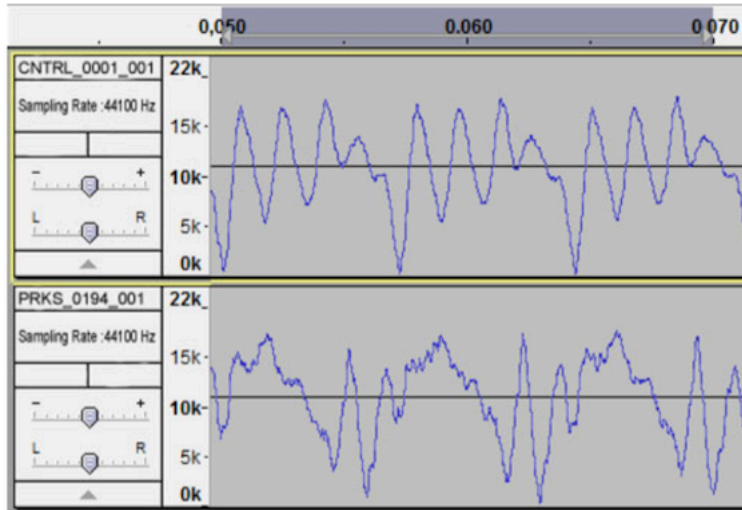 0,050 0.060 0.070
CNTRL_0001_001
Sampling Rate :44100 Hz
- +
L R
22k
15k
10k
5k
0k
PRKS_0194_001
Sampling Rate :44100 Hz
- +
L R
22k
15k
10k
5k
0k